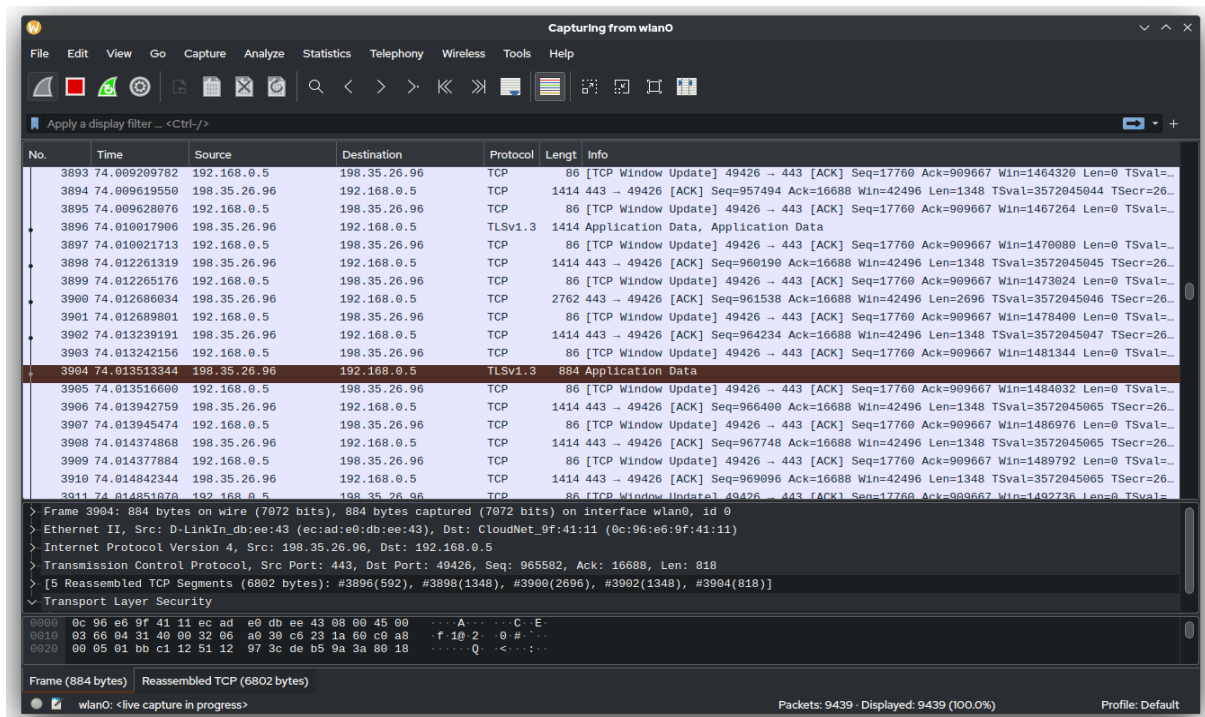 Capturing from wlan0
File Edit View Go Capture Analyze Statistics Telephony Wireless Tools Help
Apply a display filter ... <Ctrl-/>
No. Time Source Destination Protocol Lengt Info
3893 74.009209782 192.168.0.5 198.35.26.96 TCP 86 [TCP Window Update] 49426 → 443 [ACK] Seq=17760 Ack=909667 Win=1464320 Len=0 TSval=…
3894 74.009619550 198.35.26.96 192.168.0.5 TCP 1414 443 → 49426 [ACK] Seq=957494 Ack=16688 Win=42496 Len=1348 TSval=3572045044 TSecr=26…
3895 74.009628076 192.168.0.5 198.35.26.96 TCP 86 [TCP Window Update] 49426 → 443 [ACK] Seq=17760 Ack=909667 Win=1467264 Len=0 TSval=…
3896 74.010017906 198.35.26.96 192.168.0.5 TLSv1.3 1414 Application Data, Application Data
3897 74.010021713 192.168.0.5 198.35.26.96 TCP 86 [TCP Window Update] 49426 → 443 [ACK] Seq=17760 Ack=909667 Win=1470080 Len=0 TSval=…
3898 74.012261319 198.35.26.96 192.168.0.5 TCP 1414 443 → 49426 [ACK] Seq=960190 Ack=16688 Win=42496 Len=1348 TSval=3572045045 TSecr=26…
3899 74.012265176 192.168.0.5 198.35.26.96 TCP 86 [TCP Window Update] 49426 → 443 [ACK] Seq=17760 Ack=909667 Win=1473024 Len=0 TSval=…
3900 74.012686034 198.35.26.96 192.168.0.5 TCP 2762 443 → 49426 [ACK] Seq=961538 Ack=16688 Win=42496 Len=2696 TSval=3572045046 TSecr=26…
3901 74.012689801 192.168.0.5 198.35.26.96 TCP 86 [TCP Window Update] 49426 → 443 [ACK] Seq=17760 Ack=909667 Win=1478400 Len=0 TSval=…
3902 74.013239191 198.35.26.96 192.168.0.5 TCP 1414 443 → 49426 [ACK] Seq=964234 Ack=16688 Win=42496 Len=1348 TSval=3572045047 TSecr=26…
3903 74.013242156 192.168.0.5 198.35.26.96 TCP 86 [TCP Window Update] 49426 → 443 [ACK] Seq=17760 Ack=909667 Win=1481344 Len=0 TSval=…
3904 74.013513344 198.35.26.96 192.168.0.5 TLSv1.3 884 Application Data
3905 74.013516600 192.168.0.5 198.35.26.96 TCP 86 [TCP Window Update] 49426 → 443 [ACK] Seq=17760 Ack=909667 Win=1484032 Len=0 TSval=…
3906 74.013942759 198.35.26.96 192.168.0.5 TCP 1414 443 → 49426 [ACK] Seq=966400 Ack=16688 Win=42496 Len=1348 TSval=3572045065 TSecr=26…
3907 74.013945474 192.168.0.5 198.35.26.96 TCP 86 [TCP Window Update] 49426 → 443 [ACK] Seq=17760 Ack=909667 Win=1486976 Len=0 TSval=…
3908 74.014374868 198.35.26.96 192.168.0.5 TCP 1414 443 → 49426 [ACK] Seq=967748 Ack=16688 Win=42496 Len=1348 TSval=3572045065 TSecr=26…
3909 74.014377884 192.168.0.5 198.35.26.96 TCP 86 [TCP Window Update] 49426 → 443 [ACK] Seq=17760 Ack=909667 Win=1489792 Len=0 TSval=…
3910 74.014842344 198.35.26.96 192.168.0.5 TCP 1414 443 → 49426 [ACK] Seq=969096 Ack=16688 Win=42496 Len=1348 TSval=3572045065 TSecr=26…
3911 74.014851070 192.168.0.5 198.35.26.96 TCP 86 [TCP Window Update] 49426 → 443 [ACK] Seq=17760 Ack=909667 Win=1492736 Len=0 TSval=…
Frame 3904: 884 bytes on wire (7072 bits), 884 bytes captured (7072 bits) on interface wlan0, id 0
Ethernet II, Src: D-LinkIn_db:ee:43 (ec:ad:e0:db:ee:43), Dst: CloudNet_9f:41:11 (0c:96:e6:9f:41:11)
Internet Protocol Version 4, Src: 198.35.26.96, Dst: 192.168.0.5
Transmission Control Protocol, Src Port: 443, Dst Port: 49426, Seq: 965582, Ack: 16688, Len: 818
[5 Reassembled TCP Segments (6802 bytes): #3896(592), #3898(1348), #3900(2696), #3902(1348), #3904(818)]
Transport Layer Security
0000 0c 96 e6 9f 41 11 ec ad e0 db ee 43 08 00 45 00 ····A··· ···C··E·
0010 03 66 04 31 40 00 32 06 a0 30 c6 23 1a 60 c0 a8 ·f·1@·2· ·0·#·`··
0020 00 05 01 bb c1 12 51 12 97 3c de b5 9a 3a 80 18 ······Q· ·<···:··
Frame (884 bytes) Reassembled TCP (6802 bytes)
wlan0: <live capture in progress> Packets: 9439 · Displayed: 9439 (100.0%) Profile: Default